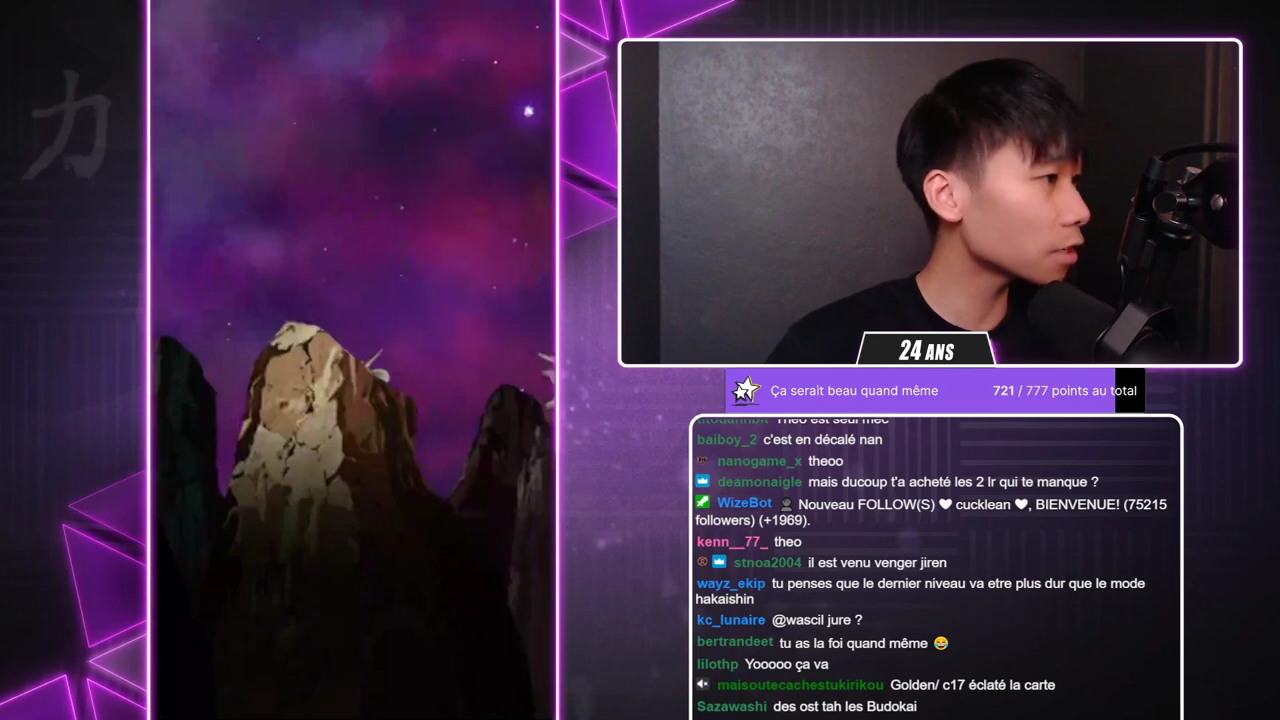 力
24 ANS
Ça serait beau quand même 721 / 777 points au total
Theo est seul mec
baiboy_2 c'est en décalé nan
nanogame_x theoo
deamonaigle mais ducoup t'a acheté les 2 lr qui te manque ?
WizeBot Nouveau FOLLOW(S) ♥ cucklean ♥, BIENVENUE! (75215
followers) (+1969).
kenn__77_ theo
stnoa2004 il est venu venger jiren
wayz_ekip tu penses que le dernier niveau va etre plus dur que le mode
hakaishin
kc_lunaire @wascil jure ?
bertrandeet tu as la foi quand même 😂
lilothp Yooooo ça va
maisoutecachestukirikou Golden/ c17 éclaté la carte
Sazawashi des ost tah les Budokai